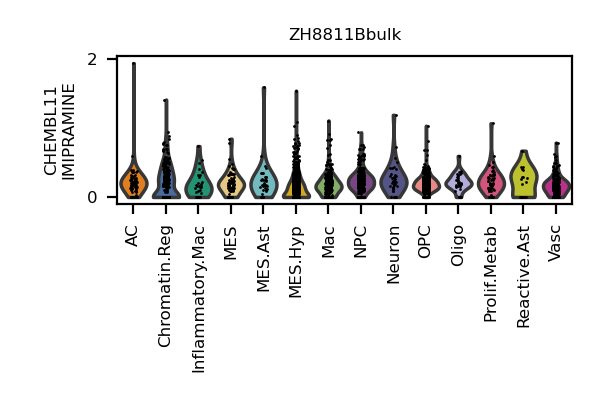 ZH8811Bbulk
CHEMBL11
IMIPRAMINE
2
0
AC
Chromatin.Reg
Inflammatory.Mac
MES
MES.Ast
MES.Hyp
Mac
NPC
Neuron
OPC
Oligo
Prolif.Metab
Reactive.Ast
Vasc